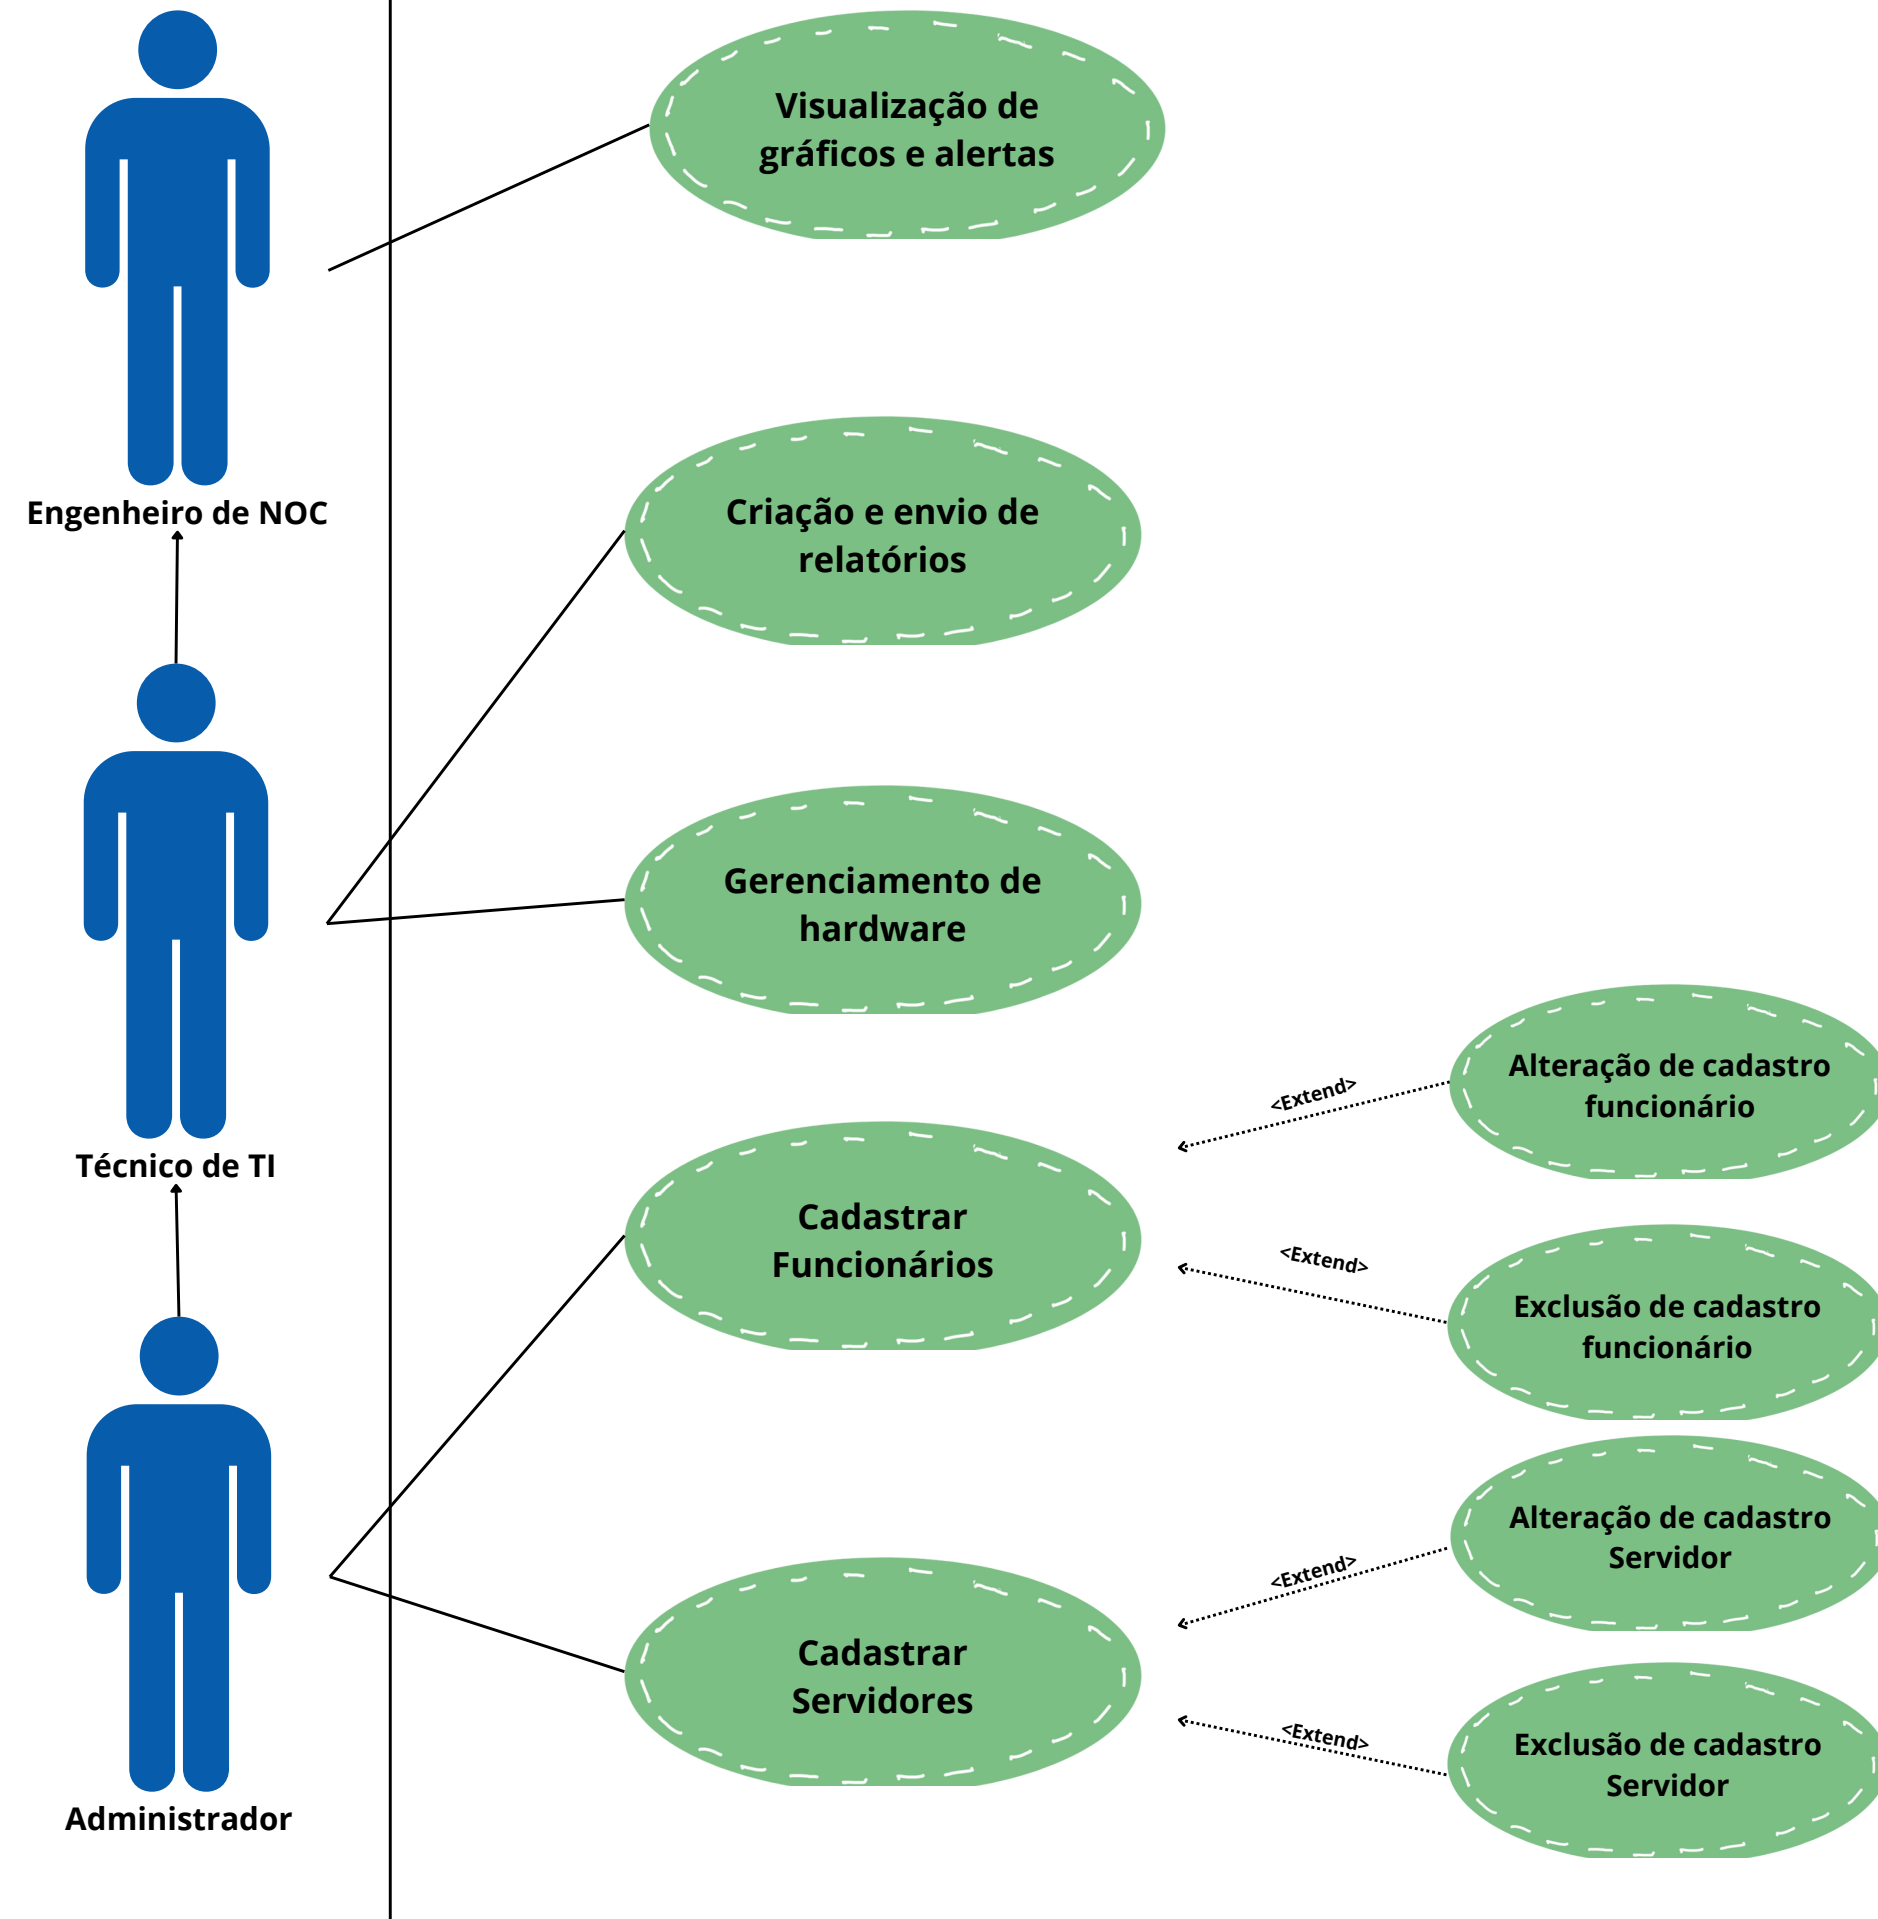 Visualização de
gráficos e alertas
Engenheiro de NOC
Criação e envio de
relatórios
Gerenciamento de
hardware
Técnico de TI
Cadastrar
Funcionários
<Extend>
Alteração de cadastro
funcionário
<Extend>
Exclusão de cadastro
funcionário
Administrador
Cadastrar
Servidores
<Extend>
Alteração de cadastro
Servidor
<Extend>
Exclusão de cadastro
Servidor